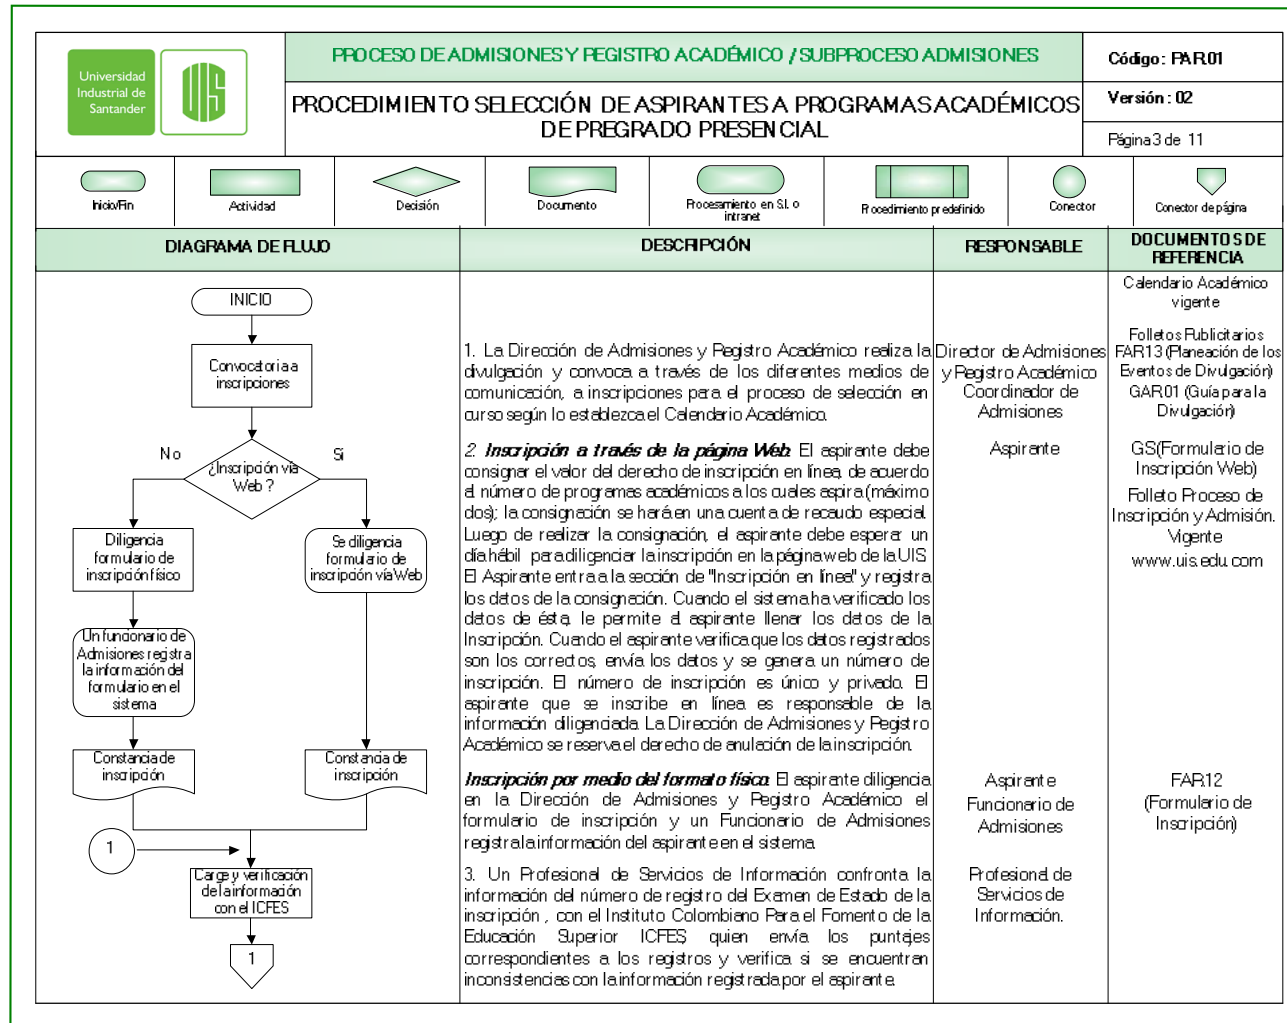 Universidad
Industrial de
Santander
UIS
PROCESO DE ADMISIONES Y REGISTRO ACADÉMICO / SUBPROCESO ADMISIONES
PROCEDIMIENTO SELECCIÓN DE ASPIRANTES A PROGRAMAS ACADÉMICOS
DE PREGRADO PRESENCIAL
Código: PAR.01
Versión: 02
Página 3 de 11
Inicio/Fin
Actividad
Decisión
Documento
Procesamiento en S.I. o
intranet
Procedimiento predefinido
Conector
Conector de página
DIAGRAMA DE FLUJO
DESCRIPCIÓN
RESPONSABLE
DOCUMENTOS DE
REFERENCIA
INICIO
Convocatoria a
inscripciones
No
Si
¿Inscripción vía
Web ?
Diligencia
formulario de
inscripción físico
Se diligencia
formulario de
inscripción vía Web
Un funcionario de
Admisiones registra
la información del
formulario en el
sistema
Constancia de
inscripción
Constancia de
inscripción
1
Carge y verificación
de la información
con el ICFES
1
1. La Dirección de Admisiones y Registro Académico realiza la
divulgación y convoca a través de los diferentes medios de
comunicación, a inscripciones para el proceso de selección en
curso según lo establezca el Calendario Académico.
2. Inscripción a través de la página Web. El aspirante debe
consignar el valor del derecho de inscripción en línea, de acuerdo
al número de programas académicos a los cuales aspira (máximo
dos); la consignación se hará en una cuenta de recaudo especial.
Luego de realizar la consignación, el aspirante debe esperar un
día hábil para diligenciar la inscripción en la página web de la UIS.
El Aspirante entra a la sección de "Inscripción en línea" y registra
los datos de la consignación. Cuando el sistema ha verificado los
datos de ésta, le permite al aspirante llenar los datos de la
Inscripción. Cuando el aspirante verifica que los datos registrados
son los correctos, envía los datos y se genera un número de
inscripción. El número de inscripción es único y privado. El
aspirante que se inscribe en línea es responsable de la
información diligenciada. La Dirección de Admisiones y Registro
Académico se reserva el derecho de anulación de la inscripción.
Inscripción por medio del formato físico. El aspirante diligencia
en la Dirección de Admisiones y Registro Académico el
formulario de inscripción y un Funcionario de Admisiones
registra la información del aspirante en el sistema.
3. Un Profesional de Servicios de Información confronta la
información del número de registro del Examen de Estado de la
inscripción , con el Instituto Colombiano Para el Fomento de la
Educación Superior ICFES, quien envía los puntajes
correspondientes a los registros y verifica si se encuentran
inconsistencias con la información registrada por el aspirante.
Director de Admisiones
y Registro Académico
Coordinador de
Admisiones
Aspirante
Aspirante
Funcionario de
Admisiones
Profesional de
Servicios de
Información.
Calendario Académico
vigente
Folletos Publicitarios
FAR.13 (Planeación de los
Eventos de Divulgación)
GAR.01 (Guía para la
Divulgación)
GS(Formulario de
Inscripción Web)
Folleto Proceso de
Inscripción y Admisión.
Vigente
www.uis.edu.com
FAR.12
(Formulario de
Inscripción)